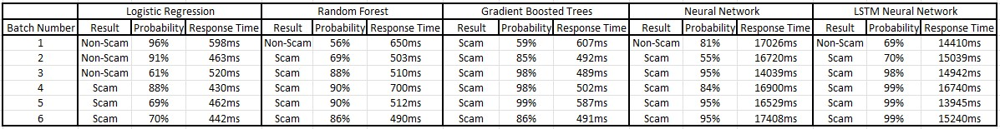 Logistic Regression Random Forest Gradient Boosted Trees Neural Network LSTM Neural Network
Batch Number Result Probability Response Time Result Probability Response Time Result Probability Response Time Result Probability Response Time Result Probability Response Time
1 Non-Scam 96% 598ms Non-Scam 56% 650ms Scam 59% 607ms Non-Scam 81% 17026ms Non-Scam 69% 14410ms
2 Non-Scam 91% 463ms Scam 69% 503ms Scam 85% 492ms Scam 55% 16720ms Scam 70% 15039ms
3 Non-Scam 61% 520ms Scam 88% 510ms Scam 98% 489ms Scam 95% 14039ms Scam 98% 14942ms
4 Scam 88% 430ms Scam 90% 700ms Scam 98% 502ms Scam 84% 16900ms Scam 99% 16740ms
5 Scam 69% 462ms Scam 90% 512ms Scam 99% 587ms Scam 95% 16529ms Scam 99% 13945ms
6 Scam 70% 442ms Scam 86% 490ms Scam 86% 491ms Scam 95% 17408ms Scam 99% 15240ms